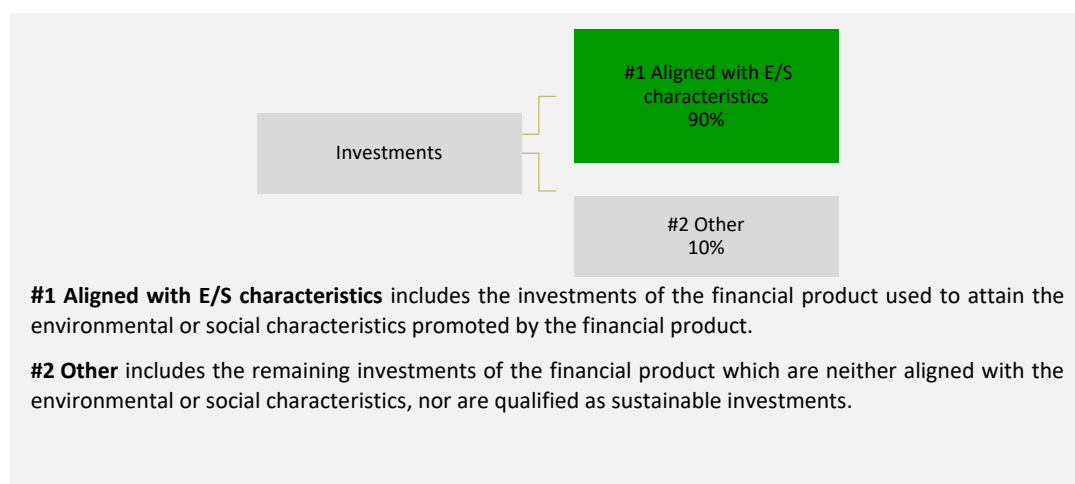 #1 Aligned with E/S
characteristics
90%
Investments
#2 Other
10%
#1 Aligned with E/S characteristics includes the investments of the financial product used to attain the
environmental or social characteristics promoted by the financial product.
#2 Other includes the remaining investments of the financial product which are neither aligned with the
environmental or social characteristics, nor are qualified as sustainable investments.